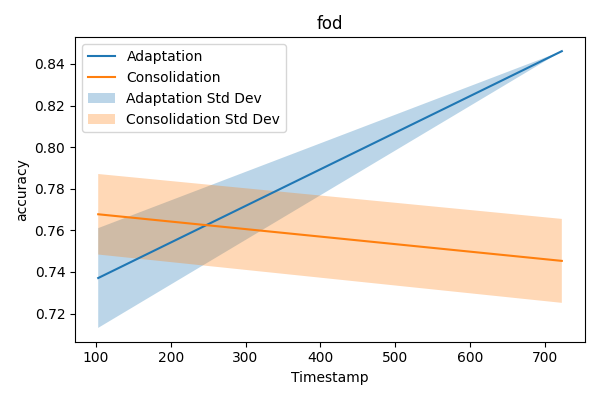 fod
Adaptation
Consolidation
Adaptation Std Dev
Consolidation Std Dev
accuracy
0.84
0.82
0.80
0.78
0.76
0.74
0.72
100 200 300 400 500 600 700
Timestamp